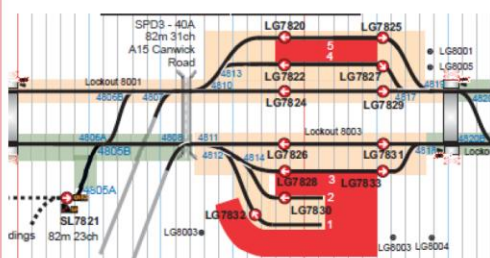 SPD3 - 40A
82m 31ch
A15 Canwick
Road
LG7820
LG7825
5
4
LG8001
LG8005
4813
LG7822
LG7827
Lockout 8001
4810
4806B
4807
LG7824
LG7829
4817
Lockout 8003
4806A
4808
4811
4805B
4812
4814
LG7826
LG7831
LG7828
3
LG7833
4805A
2
LG7832
LG7830
1
SL7821
dings
82m 23ch
LG8003
LG8003
LG8004